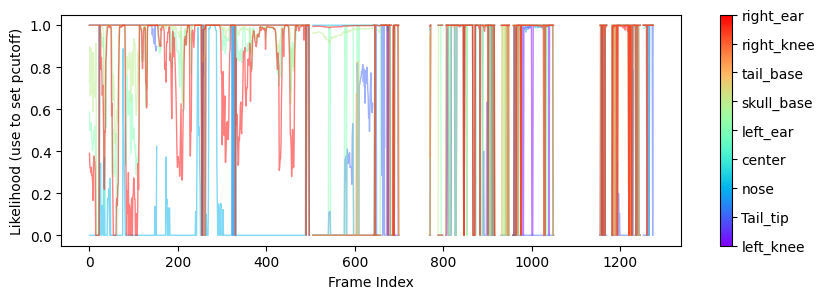 Likelihood (use to set pcutoff)
1.0
0.8
0.6
0.4
0.2
0.0
0 200 400 600 800 1000 1200
Frame Index
right_ear
right_knee
tail_base
skull_base
left_ear
center
nose
Tail_tip
left_knee